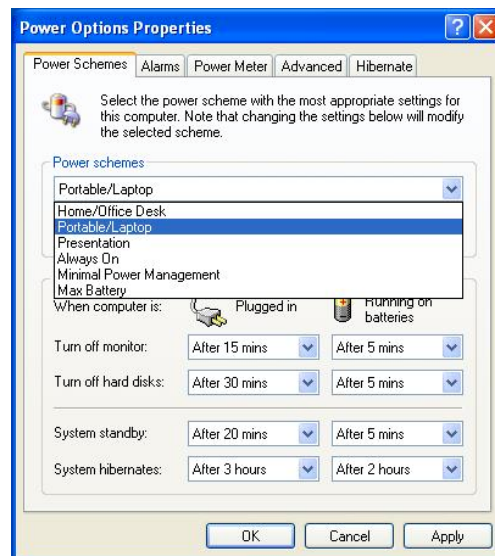 Power Options Properties
Power Schemes Alarms Power Meter Advanced Hibernate
Select the power scheme with the most appropriate settings for
this computer. Note that changing the settings below will modify
the selected scheme.
Power schemes
Portable/Laptop
Home/Office Desk
Portable/Laptop
Presentation
Always On
Minimal Power Management
Max Battery
When computer is: Plugged in Running on
batteries
Turn off monitor: After 15 mins After 5 mins
Turn off hard disks: After 30 mins After 5 mins
System standby: After 20 mins After 5 mins
System hibernates: After 3 hours After 2 hours
OK Cancel Apply